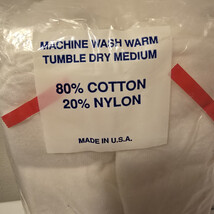 MACHINE WASH WARM
TUMBLE DRY MEDIUM
80% COTTON
20% NYLON
MADE IN U.S.A.